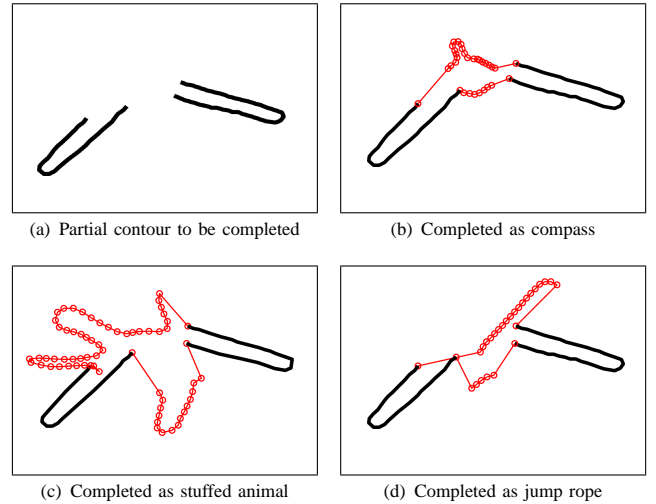 (a) Partial contour to be completed
(b) Completed as compass
(c) Completed as stuffed animal
(d) Completed as jump rope